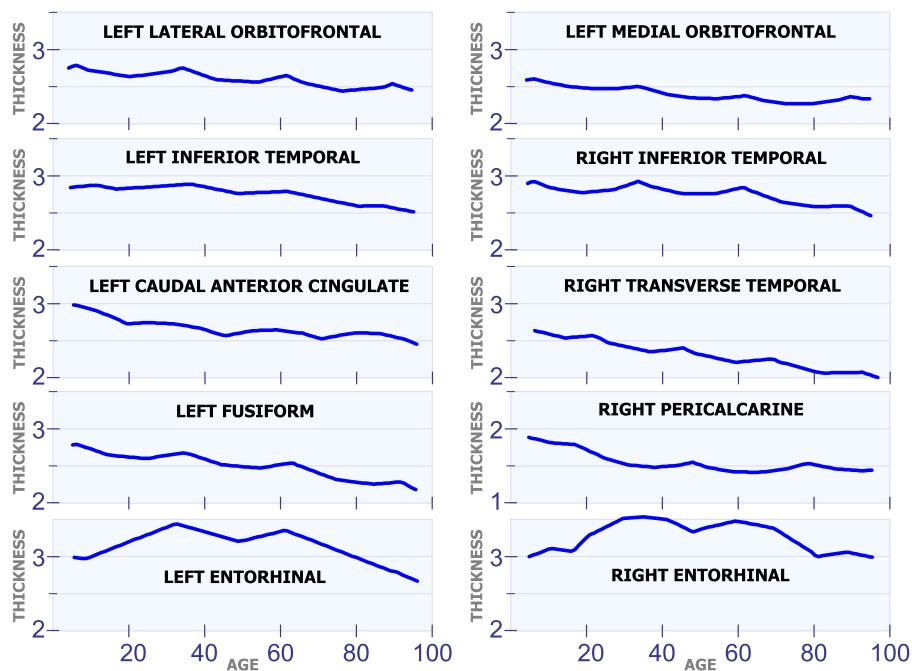 LEFT LATERAL ORBITOFRONTAL
THICKNESS
3
2
LEFT MEDIAL ORBITOFRONTAL
THICKNESS
3
2
LEFT INFERIOR TEMPORAL
THICKNESS
3
2
RIGHT INFERIOR TEMPORAL
THICKNESS
3
2
LEFT CAUDAL ANTERIOR CINGULATE
THICKNESS
3
2
RIGHT TRANSVERSE TEMPORAL
THICKNESS
3
2
LEFT FUSIFORM
THICKNESS
3
2
RIGHT PERICALCARINE
THICKNESS
2
1
LEFT ENTORHINAL
THICKNESS
3
2
20 40 60 80 100
AGE
RIGHT ENTORHINAL
THICKNESS
3
2
20 40 60 80 100
AGE